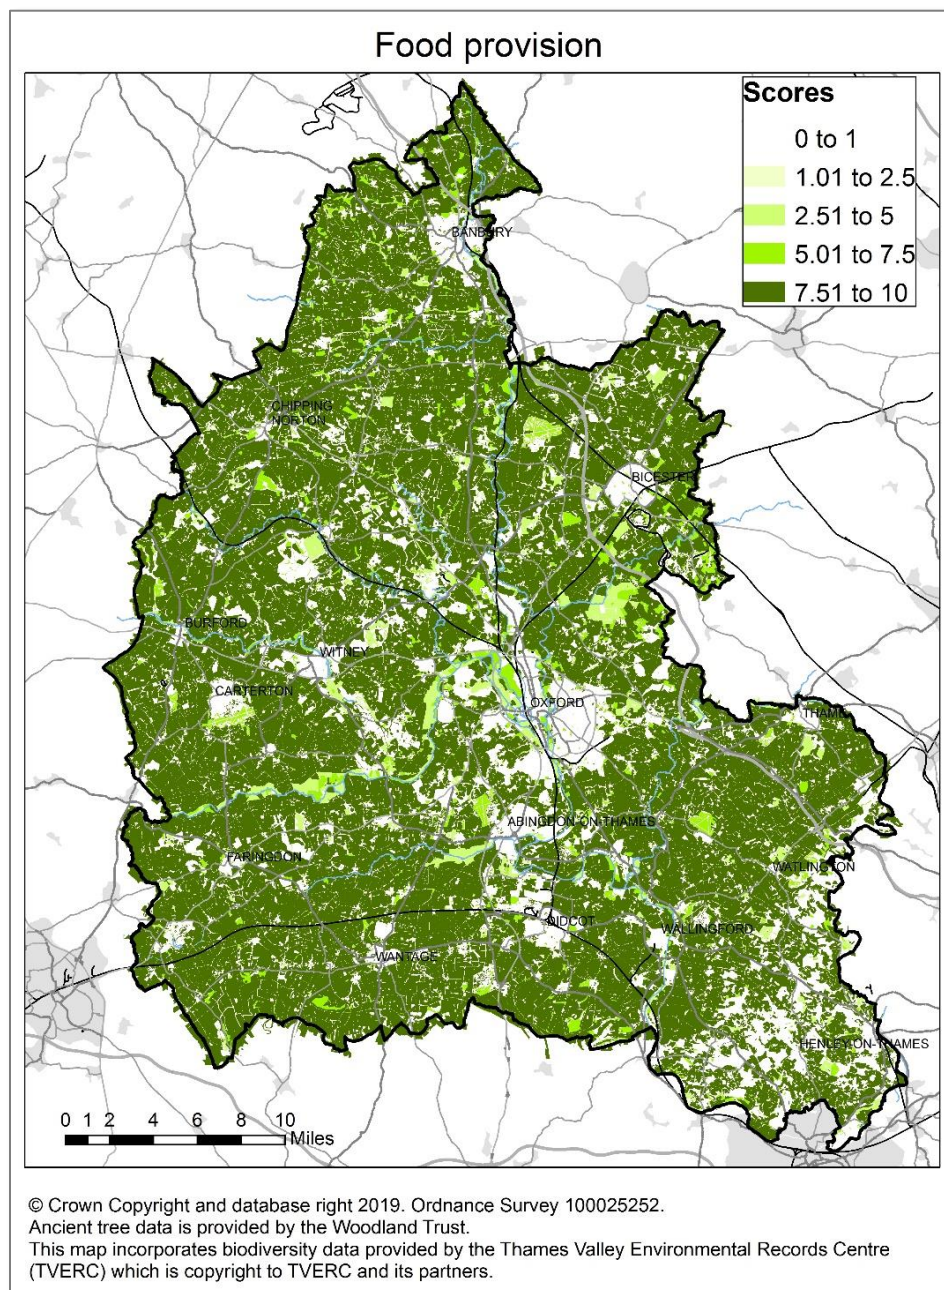 Food provision
Scores
0 to 1
1.01 to 2.5
2.51 to 5
5.01 to 7.5
7.51 to 10
BANBURY
CHIPPING
NORTON
BICESTER
BURFORD
WITNEY
CARTERTON
OXFORD
THAME
ABINGDON-ON-THAMES
FARINGDON
WATLINGTON
DIDCOT
WALLINGFORD
WANTAGE
HENLEY-ON-THAMES
0 1 2 4 6 8 10
Miles
© Crown Copyright and database right 2019. Ordnance Survey 100025252.
Ancient tree data is provided by the Woodland Trust.
This map incorporates biodiversity data provided by the Thames Valley Environmental Records Centre
(TVERC) which is copyright to TVERC and its partners.